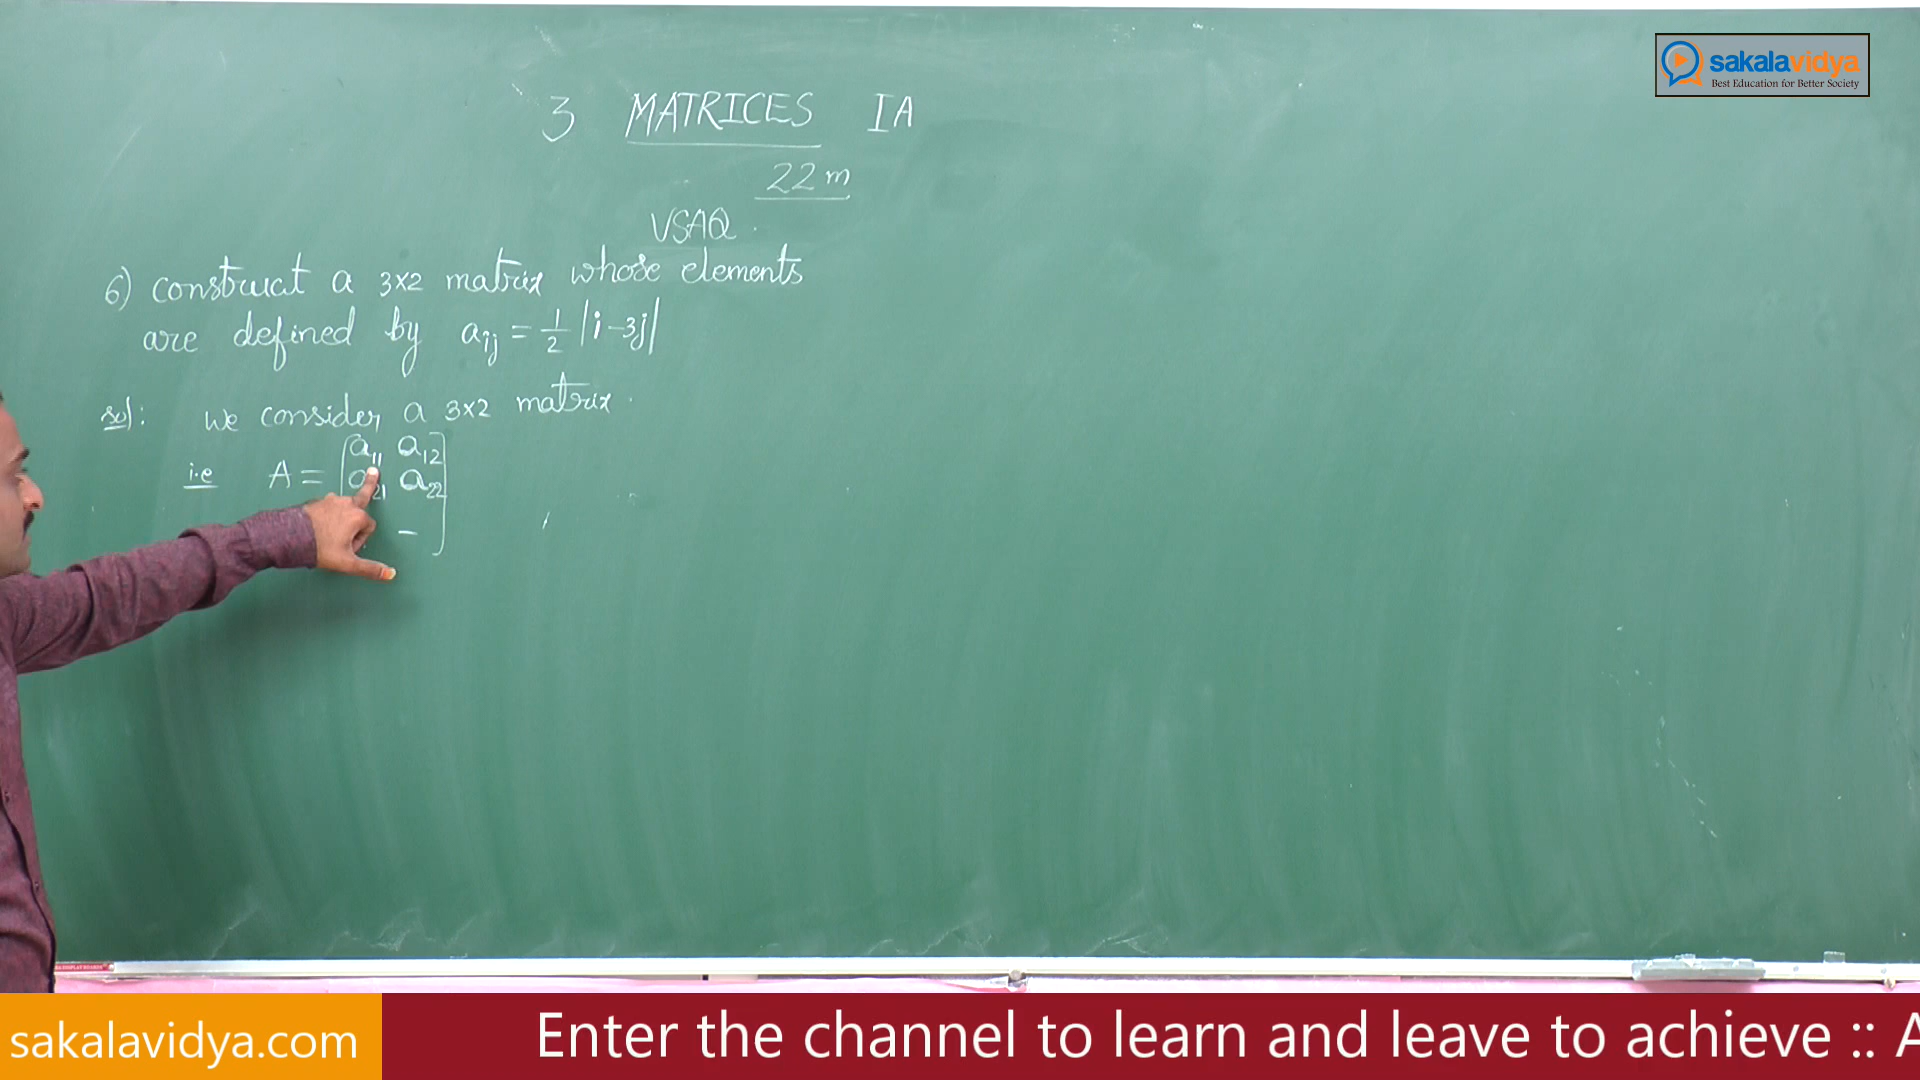 sakalavidya
Best Education for Better Society
3 MATRICES IA
22 m
VSAQ.
6) construct a 3x2 matrix whose elements
are defined by aij = 1/2 |i-3j|
sol: we consider a 3x2 matrix.
i.e A = [a11 a12
a21 a22
-]
sakalavidya.com
Enter the channel to learn and leave to achieve :: A